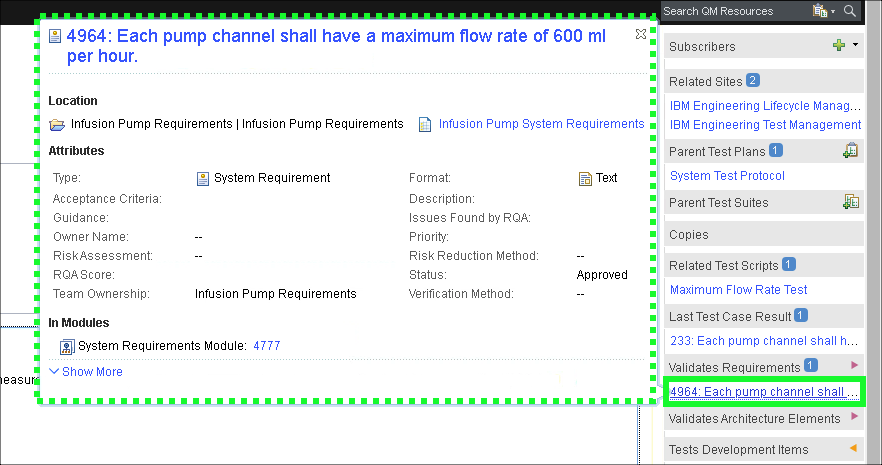 Search QM Resources
4964: Each pump channel shall have a maximum flow rate of 600 ml
per hour.
Location
Infusion Pump Requirements | Infusion Pump Requirements
Infusion Pump System Requirements
Attributes
Type:
System Requirement
Format:
Text
Acceptance Criteria:
Description:
Guidance:
Issues Found by RQA:
Owner Name:
--
Priority:
Risk Assessment:
--
Risk Reduction Method:
--
RQA Score:
Status:
Approved
Team Ownership:
Infusion Pump Requirements
Verification Method:
--
In Modules
System Requirements Module: 4777
Show More
Subscribers
Related Sites 2
IBM Engineering Lifecycle Manag...
IBM Engineering Test Management
Parent Test Plans 1
System Test Protocol
Parent Test Suites
Copies
Related Test Scripts 1
Maximum Flow Rate Test
Last Test Case Result 1
233: Each pump channel shall h...
Validates Requirements 1
4964: Each pump channel shall ...
Validates Architecture Elements
Tests Development Items